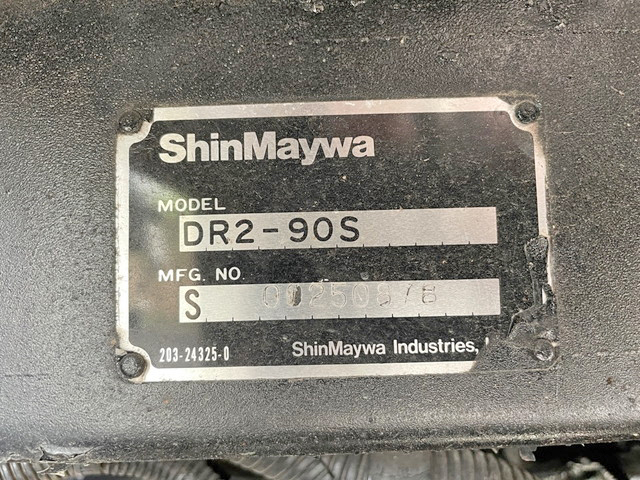 ShinMaywa
MODEL
DR2-90S
MFG. NO.
S
203-24325-0
ShinMaywa Industries,